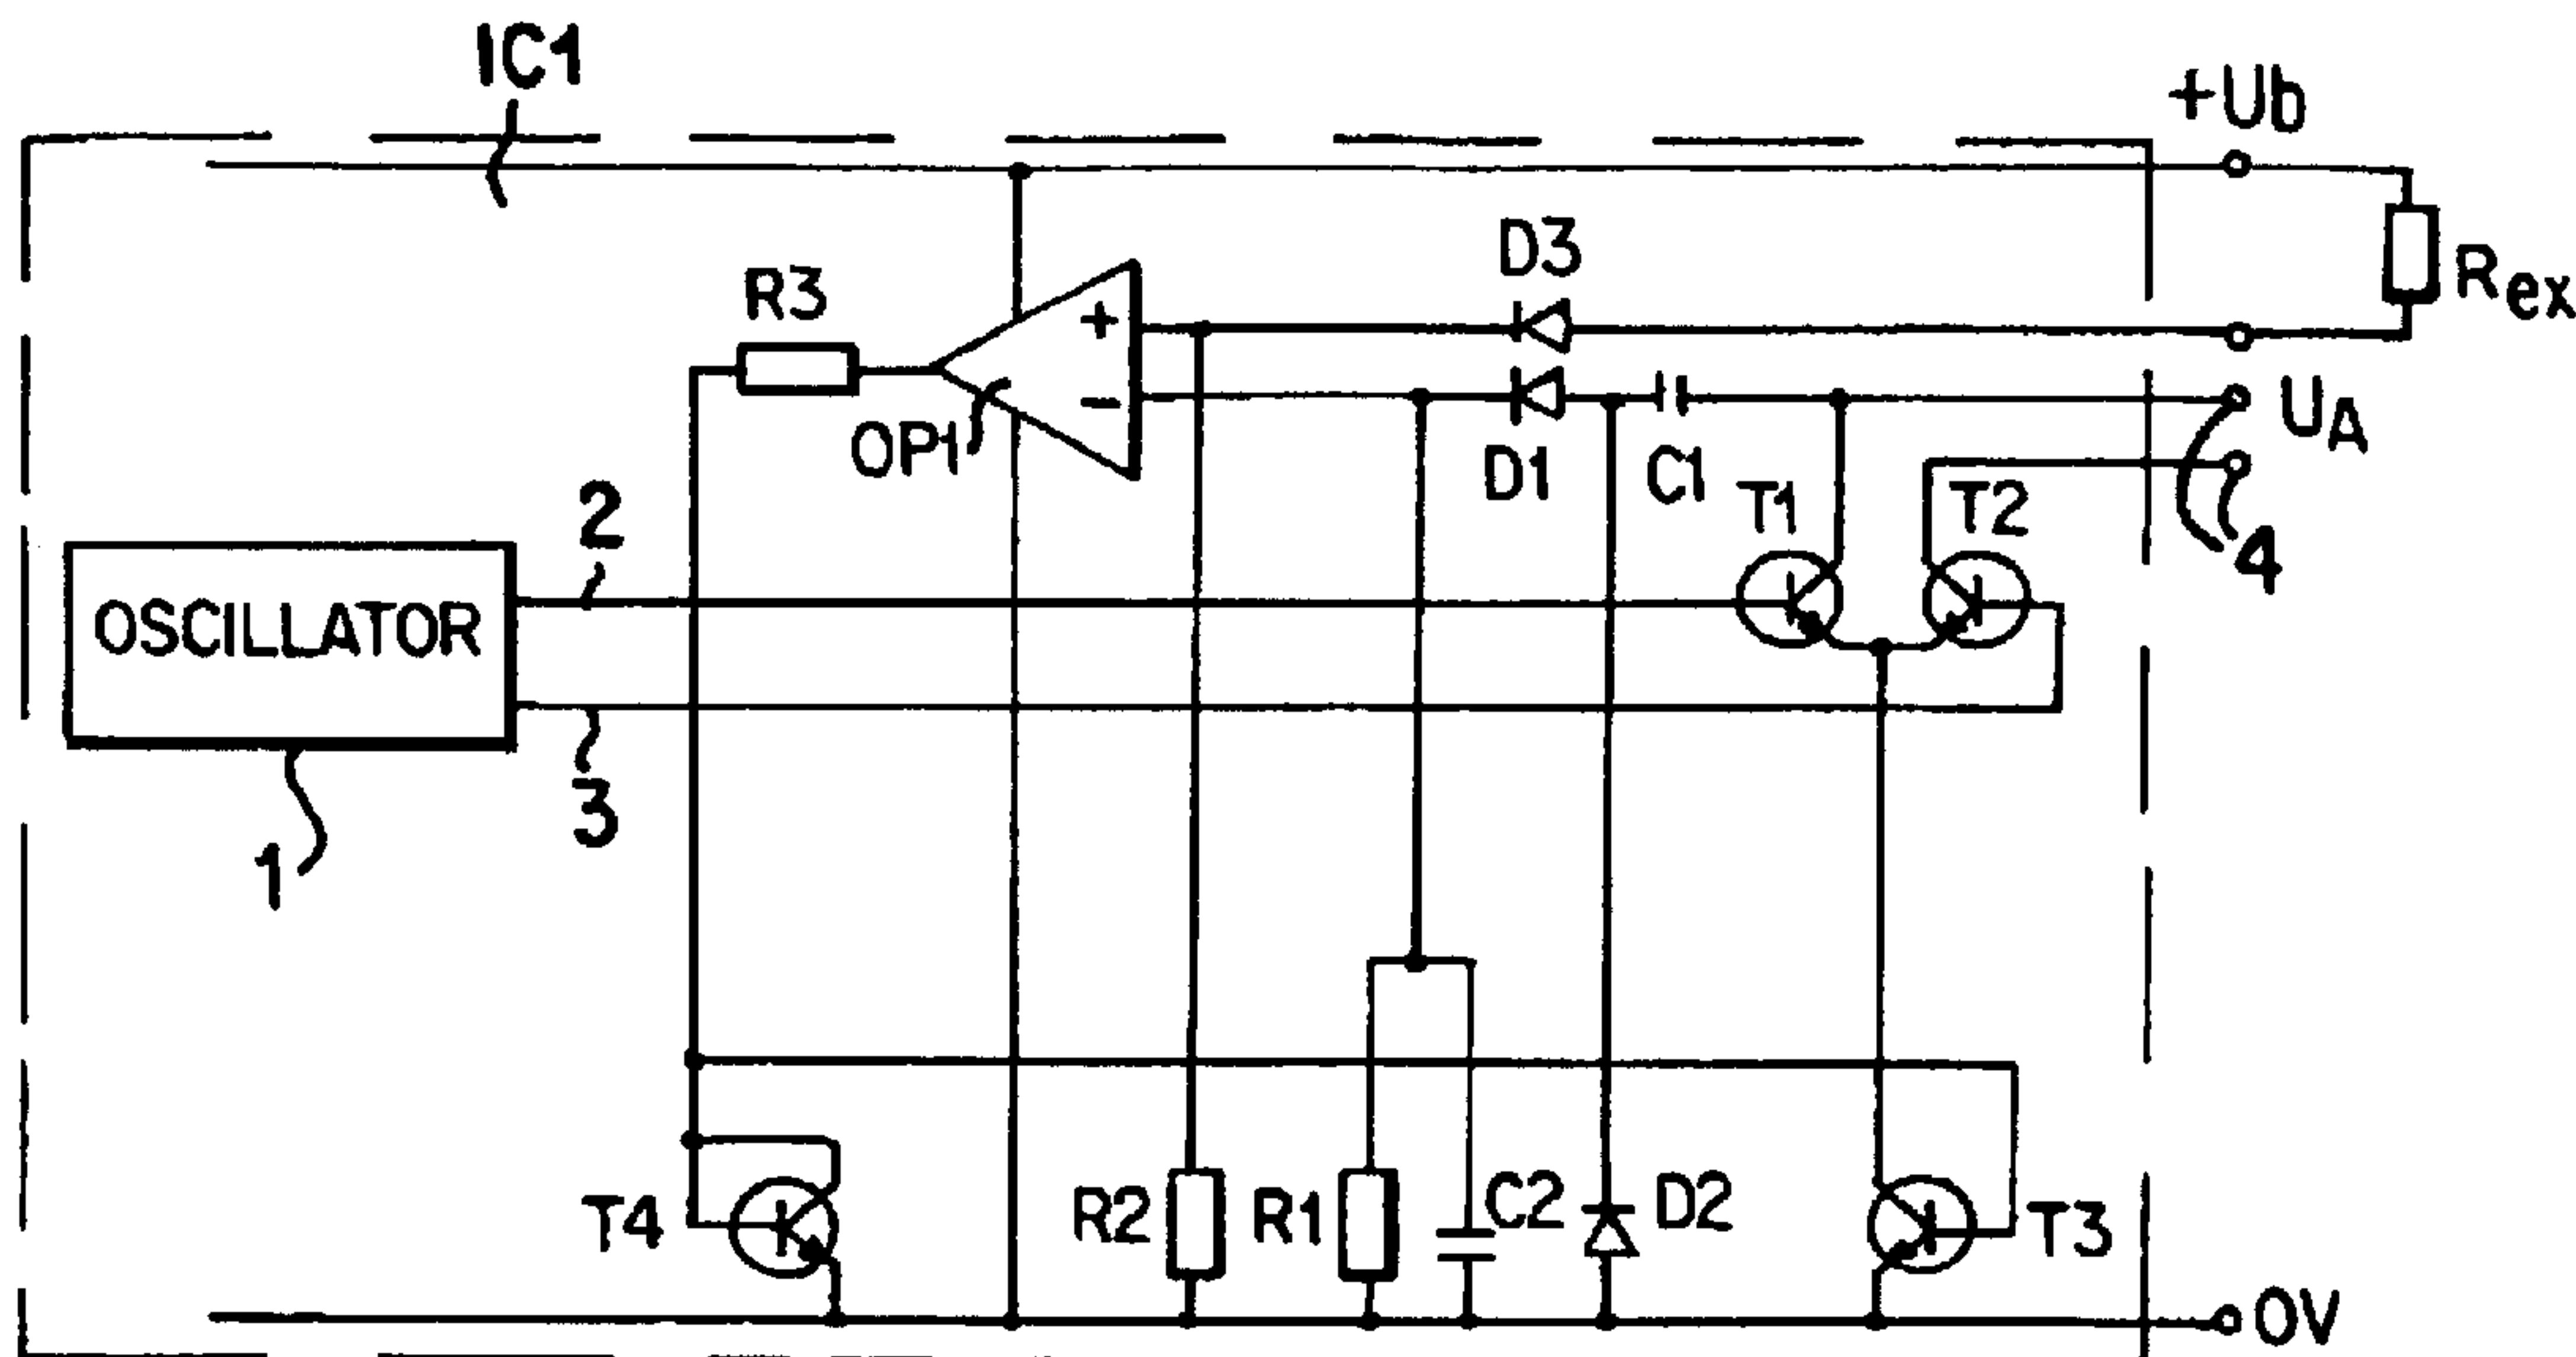 IC1
+Ub
D3
R3
Rex
+
−
OP1
D1
C1
UA
T1
T2
2
4
OSCILLATOR
3
1
T4
R2
R1
C2
D2
T3
0V